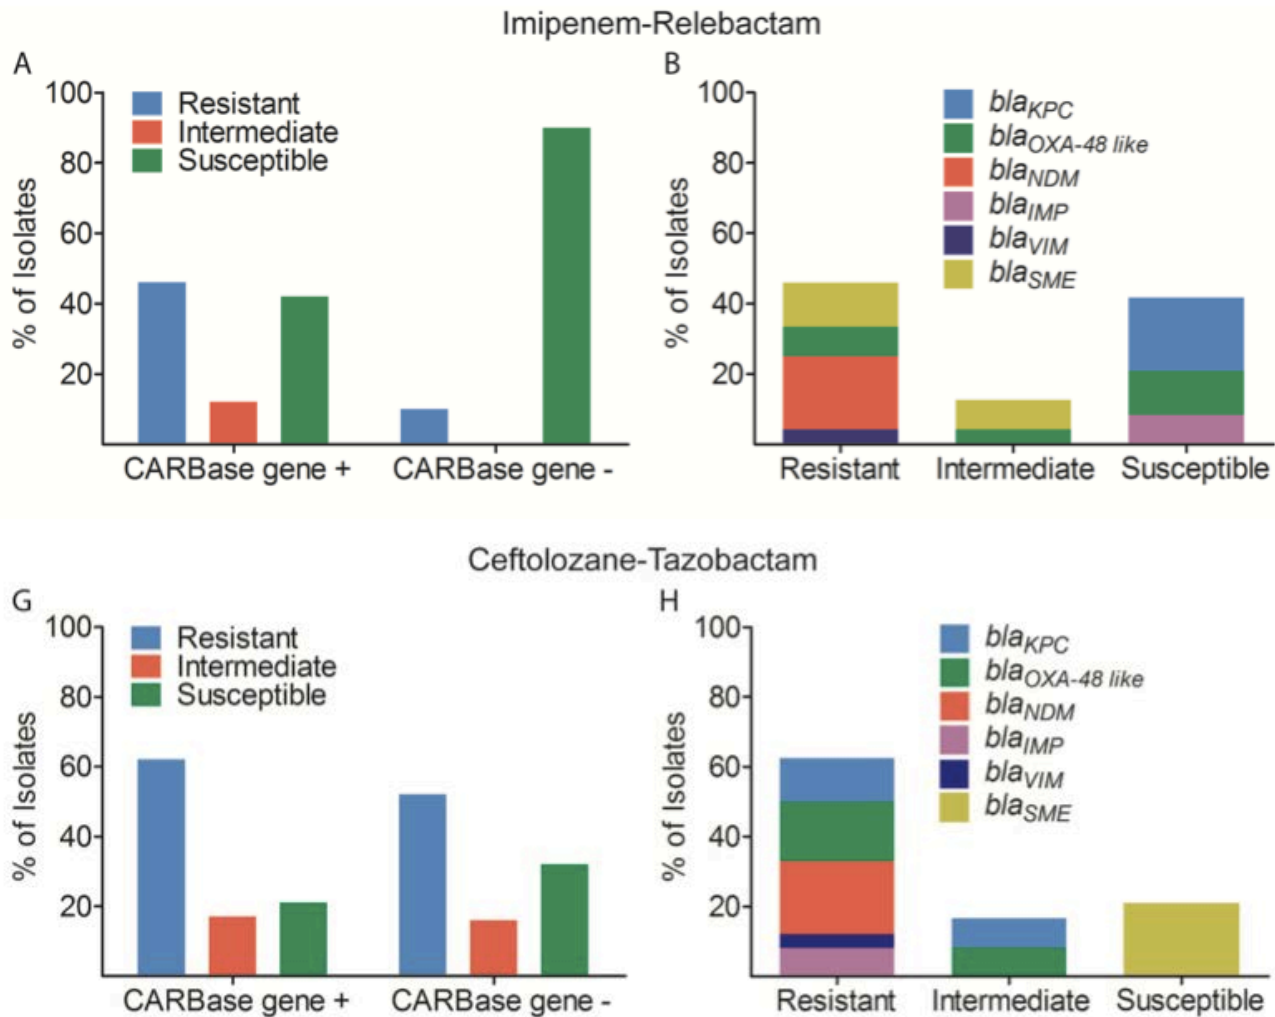 Imipenem-Relebactam
A
100
80
60
40
20
% of Isolates
Resistant
Intermediate
Susceptible
CARBase gene +
CARBase gene -
B
100
80
60
40
20
% of Isolates
blaKPC
blaOXA-48 like
blaNDM
blaIMP
blaVIM
blaSME
Resistant
Intermediate
Susceptible
Ceftolozane-Tazobactam
G
100
80
60
40
20
% of Isolates
Resistant
Intermediate
Susceptible
CARBase gene +
CARBase gene -
H
100
80
60
40
20
% of Isolates
blaKPC
blaOXA-48 like
blaNDM
blaIMP
blaVIM
blaSME
Resistant
Intermediate
Susceptible